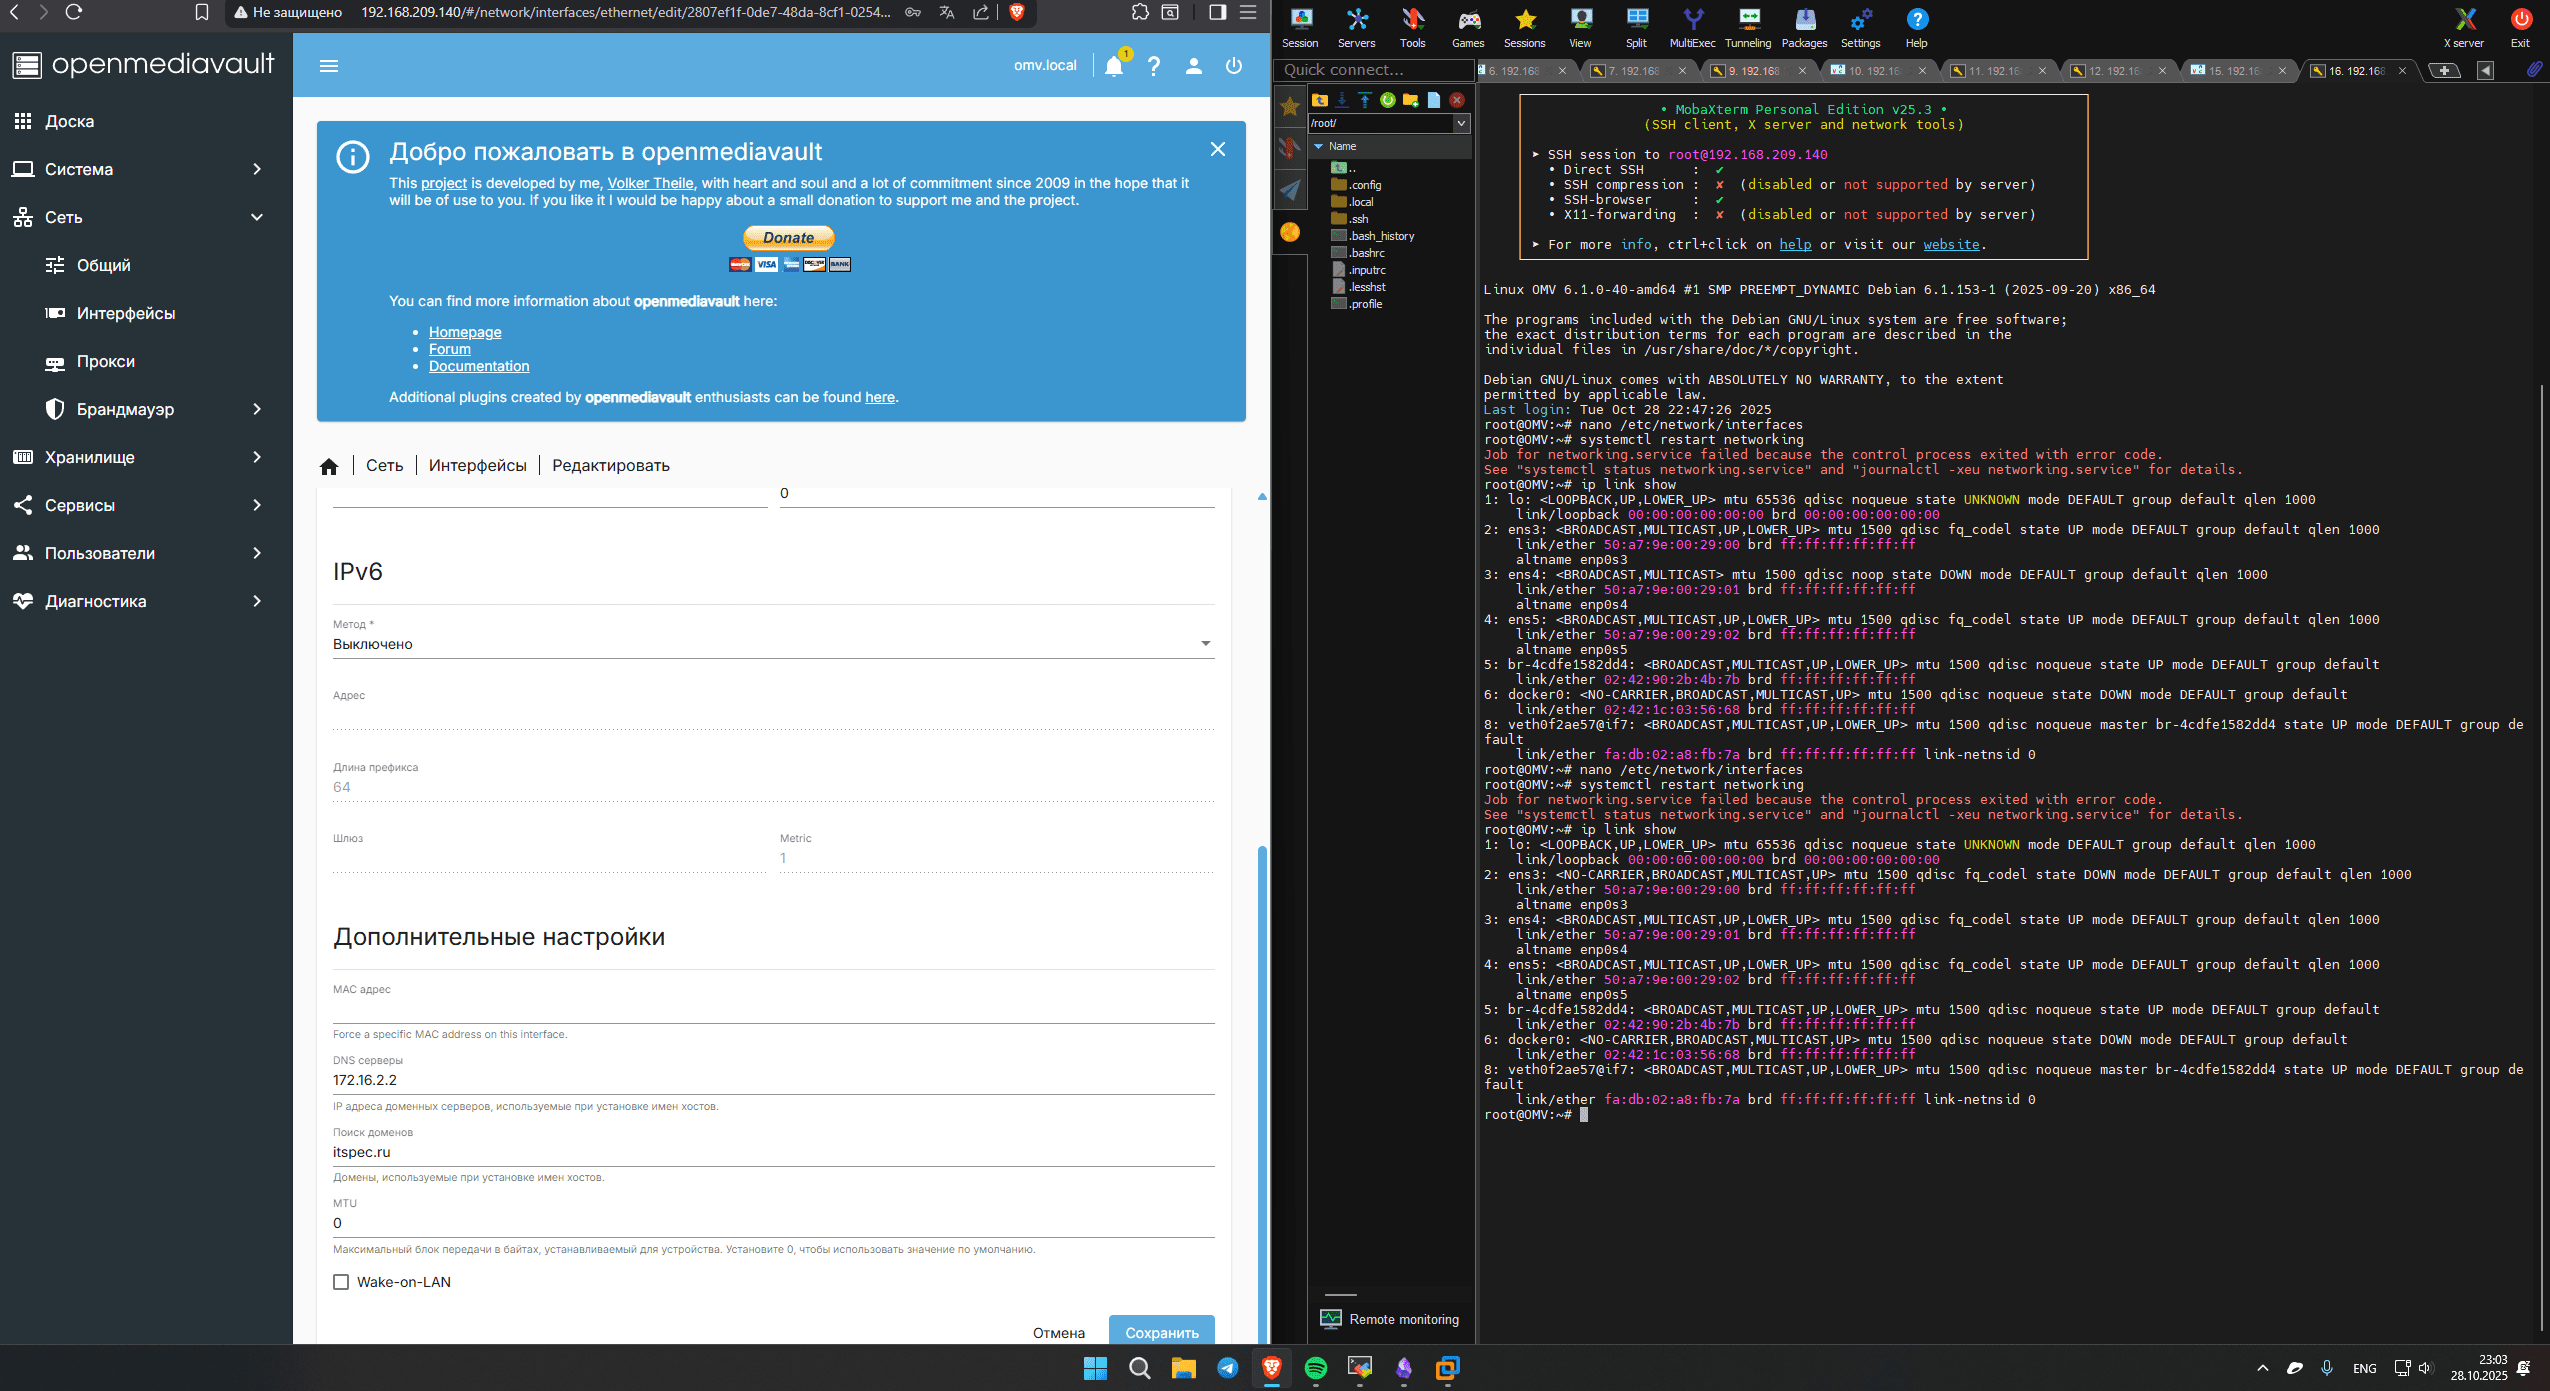 Не защищено 192.168.209.140/#/network/interfaces/ethernet/edit/2807ef1f-0de7-48da-8cf1-0254...
openmediavault
Доска
Система
Сеть
Общий
Интерфейсы
Прокси
Брандмауэр
Хранилище
Сервисы
Пользователи
Диагностика
omv.local
1
Добро пожаловать в openmediavault
This project is developed by me, Volker Theile, with heart and soul and a lot of commitment since 2009 in the hope that it
will be of use to you. If you like it I would be happy about a small donation to support me and the project.
Donate
VISA
BANK
You can find more information about openmediavault here:
Homepage
Forum
Documentation
Additional plugins created by openmediavault enthusiasts can be found here.
Сеть | Интерфейсы | Редактировать
0
IPv6
Метод *
Выключено
Адрес
Длина префикса
64
Шлюз
Metric
1
Дополнительные настройки
MAC адрес
Force a specific MAC address on this interface.
DNS серверы
172.16.2.2
IP адреса доменных серверов, используемые при установке имен хостов.
Поиск доменов
itspec.ru
Домены, используемые при установке имен хостов.
MTU
0
Максимальный блок передачи в байтах, устанавливаемый для устройства. Установите 0, чтобы использовать значение по умолчанию.
Wake-on-LAN
Отмена
Сохранить
Session Servers Tools Games Sessions View Split MultiExec Tunneling Packages Settings Help X server Exit
Quick connect...
6. 192.168
7. 192.168
9. 192.168
10. 192.16
11. 192.16
12. 192.16
15. 192.16
16. 192.168
/root/
Name
..
.config
.local
.ssh
.bash_history
.bashrc
.inputrc
.lesshst
.profile
Remote monitoring
• MobaXterm Personal Edition v25.3 •
(SSH client, X server and network tools)
➤ SSH session to root@192.168.209.140
• Direct SSH : ✔
• SSH compression : ✘ (disabled or not supported by server)
• SSH-browser : ✔
• X11-forwarding : ✘ (disabled or not supported by server)
➤ For more info, ctrl+click on help or visit our website.
Linux OMV 6.1.0-40-amd64 #1 SMP PREEMPT_DYNAMIC Debian 6.1.153-1 (2025-09-20) x86_64
The programs included with the Debian GNU/Linux system are free software;
the exact distribution terms for each program are described in the
individual files in /usr/share/doc/*/copyright.
Debian GNU/Linux comes with ABSOLUTELY NO WARRANTY, to the extent
permitted by applicable law.
Last login: Tue Oct 28 22:47:26 2025
root@OMV:~# nano /etc/network/interfaces
root@OMV:~# systemctl restart networking
Job for networking.service failed because the control process exited with error code.
See "systemctl status networking.service" and "journalctl -xeu networking.service" for details.
root@OMV:~# ip link show
1: lo: <LOOPBACK,UP,LOWER_UP> mtu 65536 qdisc noqueue state UNKNOWN mode DEFAULT group default qlen 1000
link/loopback 00:00:00:00:00:00 brd 00:00:00:00:00:00
2: ens3: <BROADCAST,MULTICAST,UP,LOWER_UP> mtu 1500 qdisc fq_codel state UP mode DEFAULT group default qlen 1000
link/ether 50:a7:9e:00:29:00 brd ff:ff:ff:ff:ff:ff
altname enp0s3
3: ens4: <BROADCAST,MULTICAST> mtu 1500 qdisc noop state DOWN mode DEFAULT group default qlen 1000
link/ether 50:a7:9e:00:29:01 brd ff:ff:ff:ff:ff:ff
altname enp0s4
4: ens5: <BROADCAST,MULTICAST,UP,LOWER_UP> mtu 1500 qdisc fq_codel state UP mode DEFAULT group default qlen 1000
link/ether 50:a7:9e:00:29:02 brd ff:ff:ff:ff:ff:ff
altname enp0s5
5: br-4cdfe1582dd4: <BROADCAST,MULTICAST,UP,LOWER_UP> mtu 1500 qdisc noqueue state UP mode DEFAULT group default
link/ether 02:42:90:2b:4b:7b brd ff:ff:ff:ff:ff:ff
6: docker0: <NO-CARRIER,BROADCAST,MULTICAST,UP> mtu 1500 qdisc noqueue state DOWN mode DEFAULT group default
link/ether 02:42:1c:03:56:68 brd ff:ff:ff:ff:ff:ff
8: veth0f2ae57@if7: <BROADCAST,MULTICAST,UP,LOWER_UP> mtu 1500 qdisc noqueue master br-4cdfe1582dd4 state UP mode DEFAULT group de
fault
link/ether fa:db:02:a8:fb:7a brd ff:ff:ff:ff:ff:ff link-netnsid 0
root@OMV:~# nano /etc/network/interfaces
root@OMV:~# systemctl restart networking
Job for networking.service failed because the control process exited with error code.
See "systemctl status networking.service" and "journalctl -xeu networking.service" for details.
root@OMV:~# ip link show
1: lo: <LOOPBACK,UP,LOWER_UP> mtu 65536 qdisc noqueue state UNKNOWN mode DEFAULT group default qlen 1000
link/loopback 00:00:00:00:00:00 brd 00:00:00:00:00:00
2: ens3: <NO-CARRIER,BROADCAST,MULTICAST,UP> mtu 1500 qdisc fq_codel state DOWN mode DEFAULT group default qlen 1000
link/ether 50:a7:9e:00:29:00 brd ff:ff:ff:ff:ff:ff
altname enp0s3
3: ens4: <BROADCAST,MULTICAST,UP,LOWER_UP> mtu 1500 qdisc fq_codel state UP mode DEFAULT group default qlen 1000
link/ether 50:a7:9e:00:29:01 brd ff:ff:ff:ff:ff:ff
altname enp0s4
4: ens5: <BROADCAST,MULTICAST,UP,LOWER_UP> mtu 1500 qdisc fq_codel state UP mode DEFAULT group default qlen 1000
link/ether 50:a7:9e:00:29:02 brd ff:ff:ff:ff:ff:ff
altname enp0s5
5: br-4cdfe1582dd4: <BROADCAST,MULTICAST,UP,LOWER_UP> mtu 1500 qdisc noqueue state UP mode DEFAULT group default
link/ether 02:42:90:2b:4b:7b brd ff:ff:ff:ff:ff:ff
6: docker0: <NO-CARRIER,BROADCAST,MULTICAST,UP> mtu 1500 qdisc noqueue state DOWN mode DEFAULT group default
link/ether 02:42:1c:03:56:68 brd ff:ff:ff:ff:ff:ff
8: veth0f2ae57@if7: <BROADCAST,MULTICAST,UP,LOWER_UP> mtu 1500 qdisc noqueue master br-4cdfe1582dd4 state UP mode DEFAULT group de
fault
link/ether fa:db:02:a8:fb:7a brd ff:ff:ff:ff:ff:ff link-netnsid 0
root@OMV:~#
ENG
23:03
28.10.2025